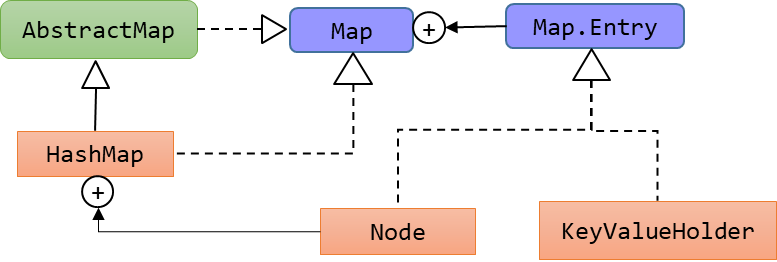 AbstractMap
Map
+
Map.Entry
HashMap
+
Node
KeyValueHolder